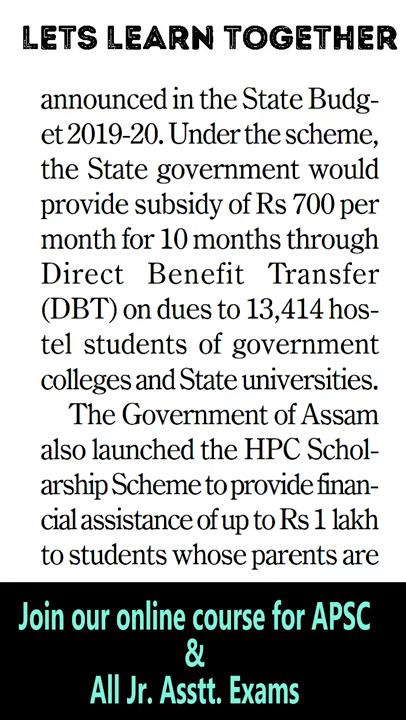 LETS LEARN TOGETHER
announced in the State Budg-
et 2019-20. Under the scheme,
the State government would
provide subsidy of Rs 700 per
month for 10 months through
Direct Benefit Transfer
(DBT) on dues to 13,414 hos-
tel students of government
colleges and State universities.
The Government of Assam
also launched the HPC Schol-
arship Scheme to provide finan-
cial assistance of up to Rs 1 lakh
to students whose parents are
Join our online course for APSC
&
All Jr. Asstt. Exams